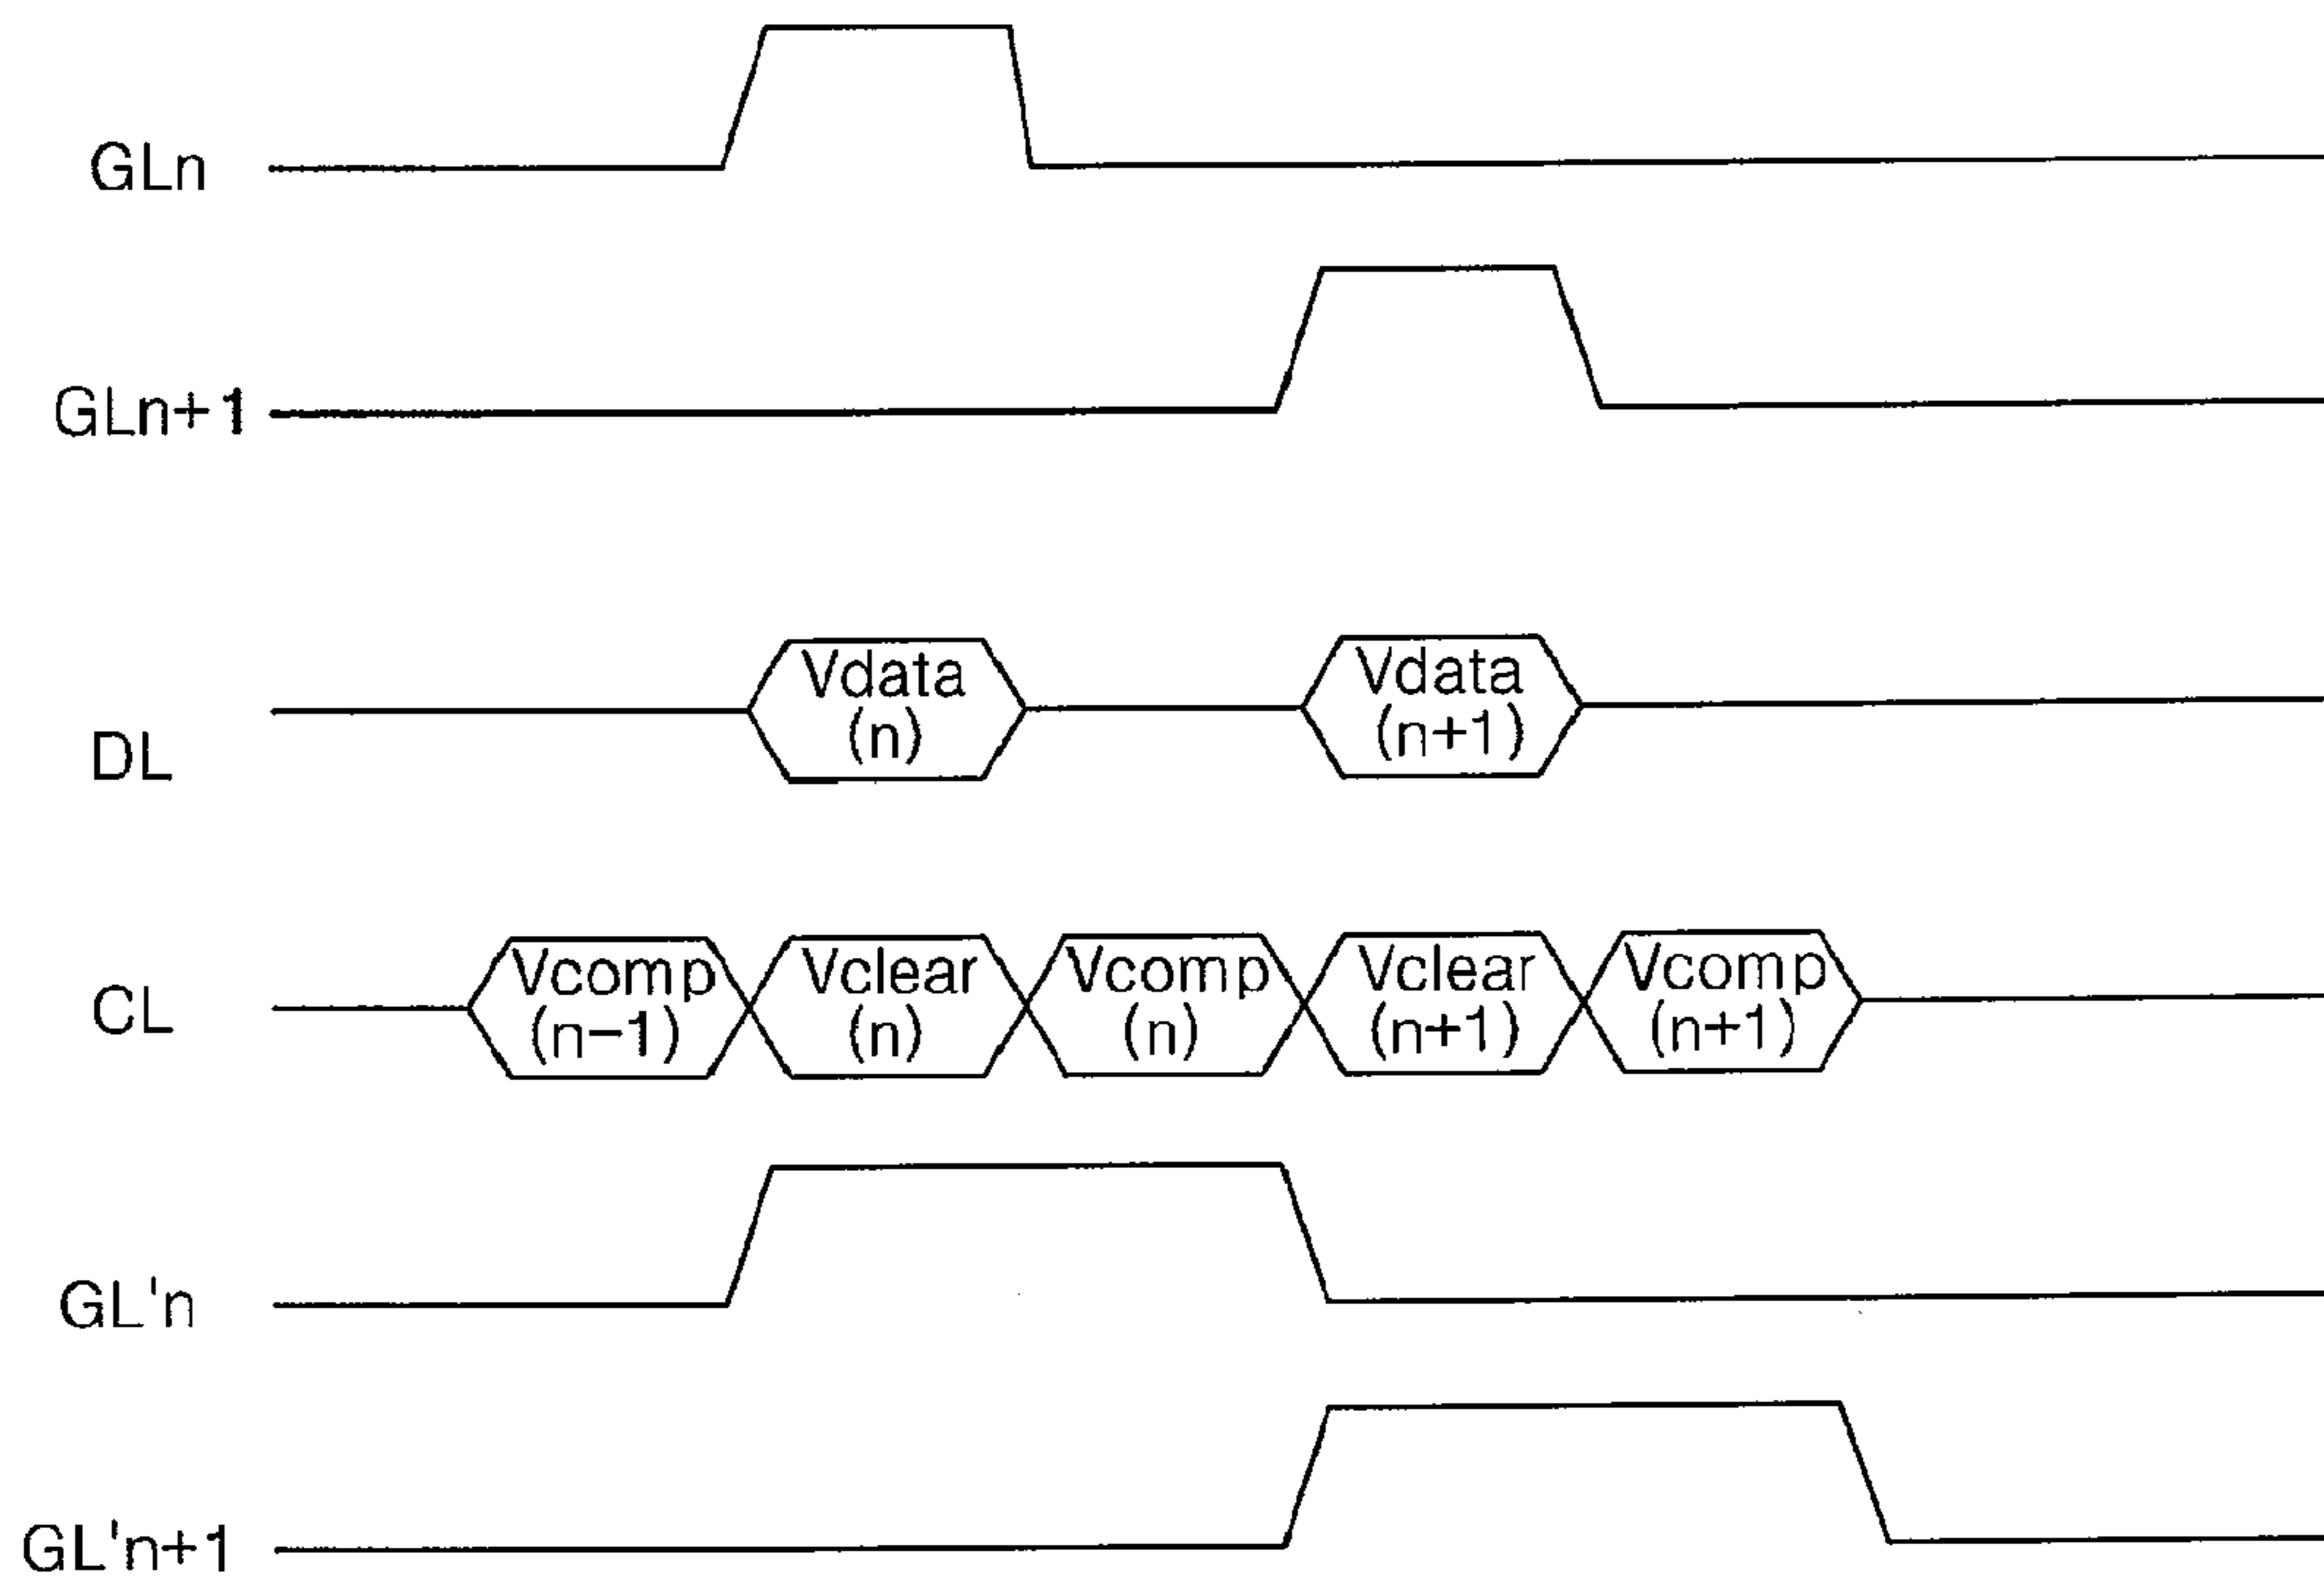 GLn
GLn+1
DL
Vdata
(n)
Vdata
(n+1)
CL
Vcomp
(n-1)
Vclear
(n)
Vcomp
(n)
Vclear
(n+1)
Vcomp
(n+1)
GL'n
GL'n+1